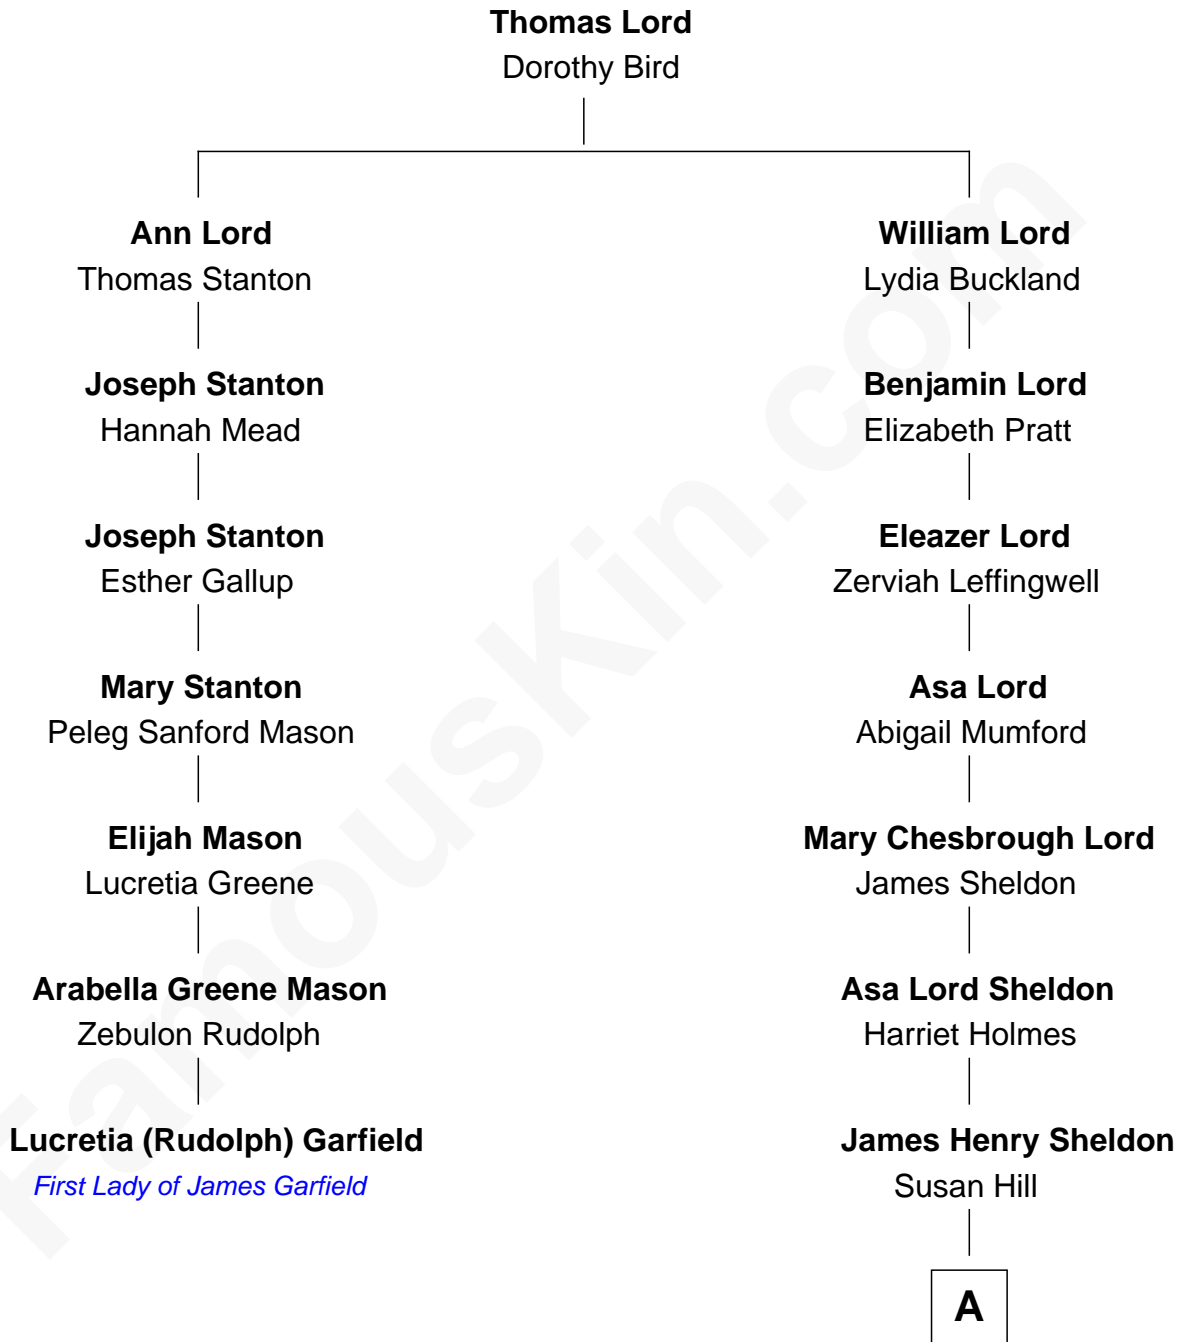 Thomas Lord
Dorothy Bird
Ann Lord
Thomas Stanton
William Lord
Lydia Buckland
Joseph Stanton
Hannah Mead
Benjamin Lord
Elizabeth Pratt
Joseph Stanton
Esther Gallup
Eleazer Lord
Zerviah Leffingwell
Mary Stanton
Peleg Sanford Mason
Asa Lord
Abigail Mumford
Elijah Mason
Lucretia Greene
Mary Chesbrough Lord
James Sheldon
Arabella Greene Mason
Zebulon Rudolph
Asa Lord Sheldon
Harriet Holmes
Lucretia (Rudolph) Garfield
First Lady of James Garfield
James Henry Sheldon
Susan Hill
A
FamousKin.com